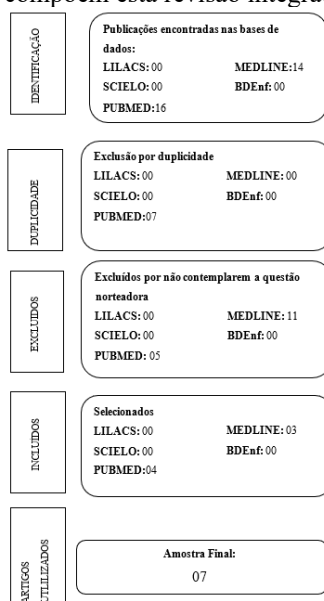 compõem esta revisão integra
IDENTIFICAÇÃO
Publicações encontradas nas bases de
dados:
LILACS: 00 MEDLINE:14
SCIELO: 00 BDEnf: 00
PUBMED:16
DUPLICIDADE
Exclusão por duplicidade
LILACS: 00 MEDLINE: 00
SCIELO: 00 BDEnf: 00
PUBMED:07
EXCLUIDOS
Excluídos por não contemplarem a questão
norteadora
LILACS: 00 MEDLINE: 11
SCIELO: 00 BDEnf: 00
PUBMED: 05
INCLUIDOS
Selecionados
LILACS: 00 MEDLINE: 03
SCIELO: 00 BDEnf: 00
PUBMED:04
ARTIGOS
UTLILIZADOS
Amostra Final:
07